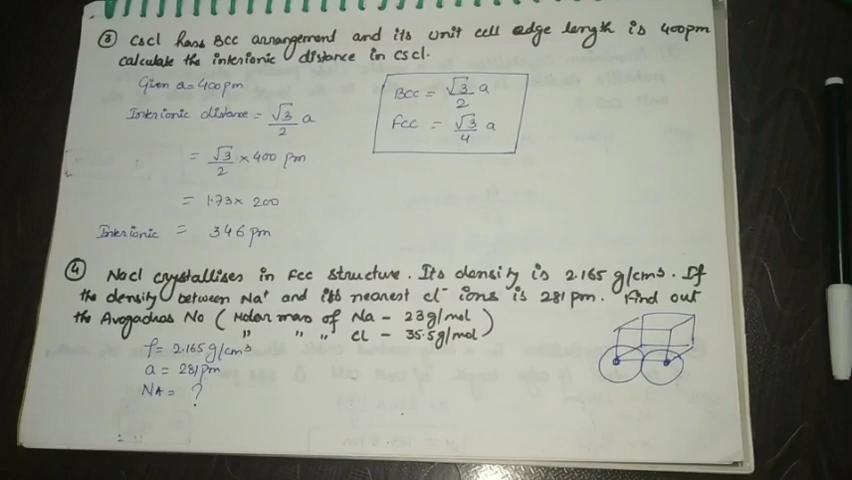 ③ CsCl has BCC arrangement and its unit cell edge length is 400pm
calculate the interionic distance in CsCl.
Given a = 400pm
Interionic distance = √3/2 a
= √3/2 × 400 pm
= 1.73 × 200
Interionic = 346 pm
BCC = √3/2 a
FCC = √3/4 a
④ NaCl crystallises in FCC structure. Its density is 2.165 g/cm³. If
the density between Na⁺ and its nearest Cl⁻ ions is 281 pm. Find out
the Avogadros No ( Molar mass of Na - 23g/mol )
" " " Cl - 35.5g/mol )
ρ = 2.165 g/cm³
a = 281 pm
NA = ?